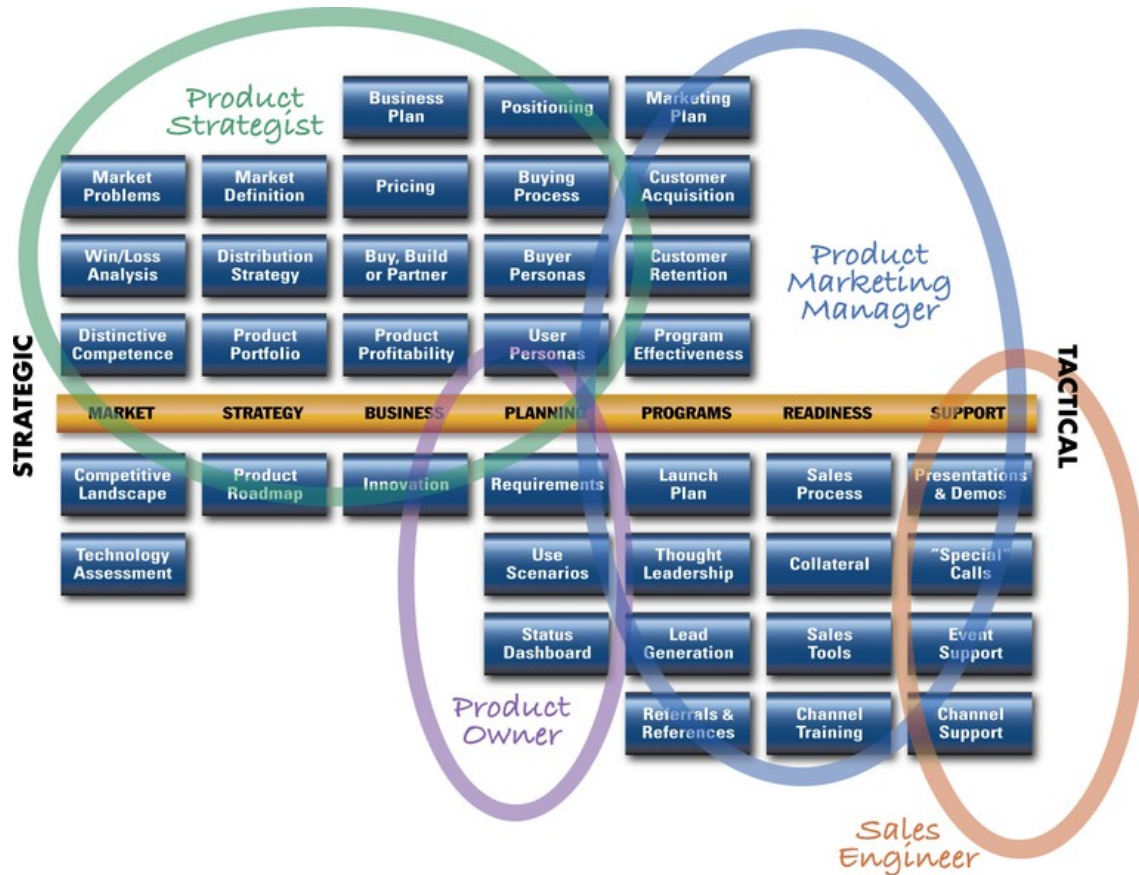 Product
Strategist
Business
Plan
Positioning
Marketing
Plan
Market
Problems
Market
Definition
Pricing
Buying
Process
Customer
Acquisition
Win/Loss
Analysis
Distribution
Strategy
Buy, Build
or Partner
Buyer
Personas
Customer
Retention
Product
Marketing
Manager
Distinctive
Competence
Product
Portfolio
Product
Profitability
User
Personas
Program
Effectiveness
STRATEGIC
TACTICAL
MARKET
STRATEGY
BUSINESS
PLANNING
PROGRAMS
READINESS
SUPPORT
Competitive
Landscape
Product
Roadmap
Innovation
Requirements
Launch
Plan
Sales
Process
Presentations
& Demos
Technology
Assessment
Use
Scenarios
Thought
Leadership
Collateral
"Special"
Calls
Status
Dashboard
Lead
Generation
Sales
Tools
Event
Support
Product
Owner
Referrals &
References
Channel
Training
Channel
Support
Sales
Engineer